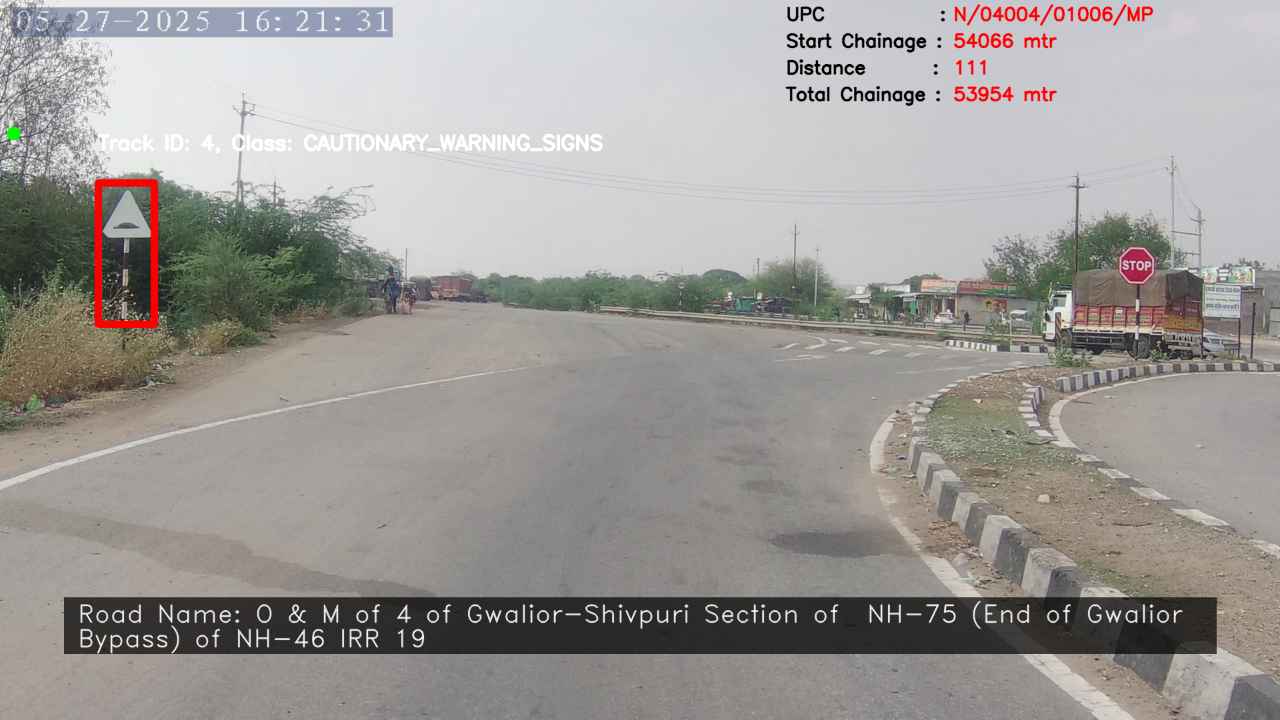 05-27-2025 16:21:31
UPC : N/04004/01006/MP
Start Chainage : 54066 mtr
Distance : 111
Total Chainage : 53954 mtr
Track ID: 4, Class: CAUTIONARY_WARNING_SIGNS
STOP
Road Name: O & M of 4 of Gwalior-Shivpuri Section of NH-75 (End of Gwalior
Bypass) of NH-46 IRR 19